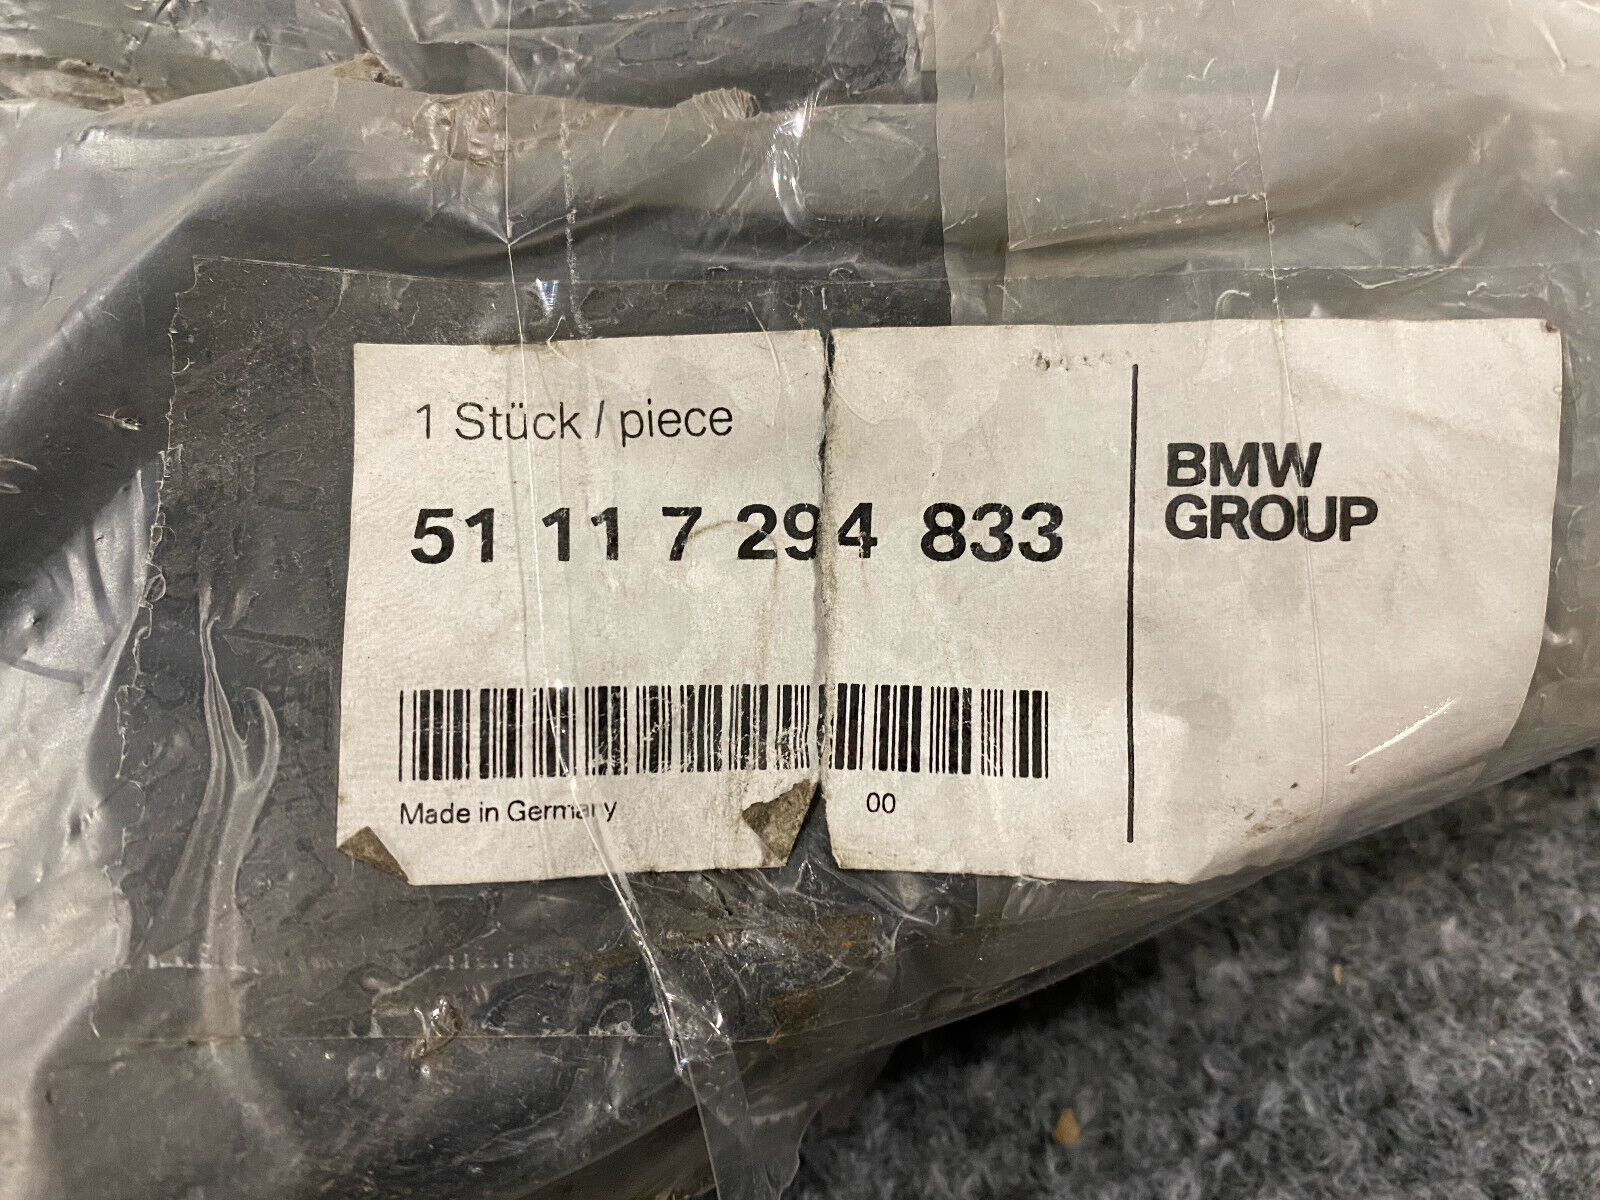 1 Stück / piece
51 11 7 294 833
Made in Germany
00
BMW
GROUP